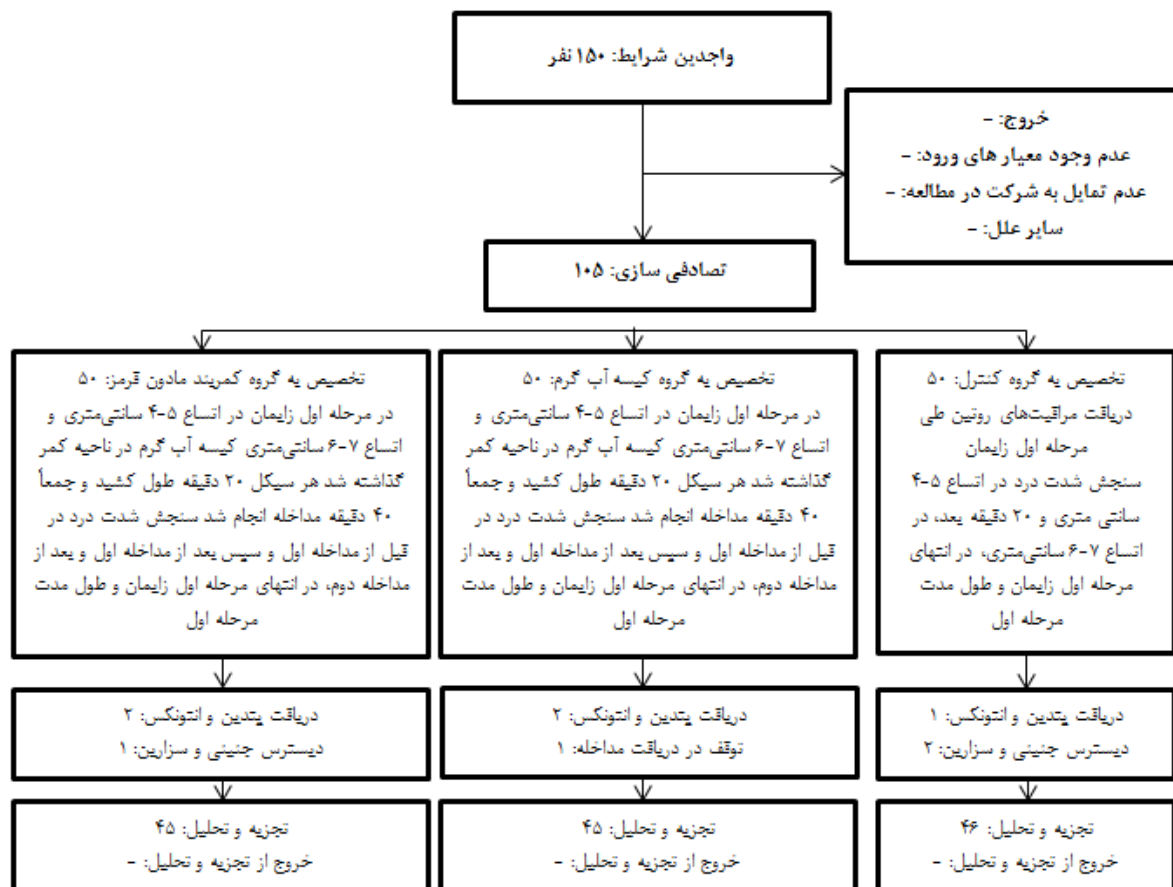 واجدین شرایط: ۱۵۰ نفر
خروج: -
عدم وجود معیار های ورود: -
عدم تمایل به شرکت در مطالعه: -
سایر علل: -
تصادفی سازی: ۱۰۵
تخصیص به گروه کنترل: ۵۰
دریافت مراقبت‌های روتین طی
مرحله اول زایمان
سنجش شدت درد در اتساع ۵-۴
سانتی متری و ۲۰ دقیقه بعد، در
اتساع ۷-۶ سانتی‌متری، در انتهای
مرحله اول زایمان و طول مدت
مرحله اول
تخصیص به گروه کیسه آب گرم: ۵۰
در مرحله اول زایمان در اتساع ۵-۴ سانتی‌متری و
اتساع ۷-۶ سانتی‌متری کیسه آب گرم در ناحیه کمر
گذاشته شد هر سیکل ۲۰ دقیقه طول کشید و جمعاً
۴۰ دقیقه مداخله انجام شد سنجش شدت درد در
قبل از مداخله اول و سپس بعد از مداخله اول و بعد از
مداخله دوم، در انتهای مرحله اول زایمان و طول مدت
مرحله اول
تخصیص به گروه کمربند مادون قرمز: ۵۰
در مرحله اول زایمان در اتساع ۵-۴ سانتی‌متری و
اتساع ۷-۶ سانتی‌متری کیسه آب گرم در ناحیه کمر
گذاشته شد هر سیکل ۲۰ دقیقه طول کشید و جمعاً
۴۰ دقیقه مداخله انجام شد سنجش شدت درد در
قبل از مداخله اول و سپس بعد از مداخله اول و بعد از
مداخله دوم، در انتهای مرحله اول زایمان و طول مدت
مرحله اول
دریافت پتدین و انتونکس: ۱
دیسترس جنینی و سزارین: ۲
دریافت پتدین و انتونکس: ۲
توقف در دریافت مداخله: ۱
دریافت پتدین و انتونکس: ۲
دیسترس جنینی و سزارین: ۱
تجزیه و تحلیل: ۴۶
خروج از تجزیه و تحلیل: -
تجزیه و تحلیل: ۴۵
خروج از تجزیه و تحلیل: -
تجزیه و تحلیل: ۴۵
خروج از تجزیه و تحلیل: -